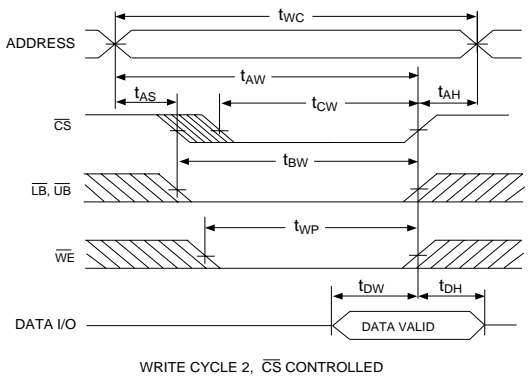 tWC
ADDRESS
tAW
tAS
tCW
tAH
CS
tBW
LB, UB
tWP
WE
tDW
tDH
DATA I/O
DATA VALID
WRITE CYCLE 2, CS CONTROLLED